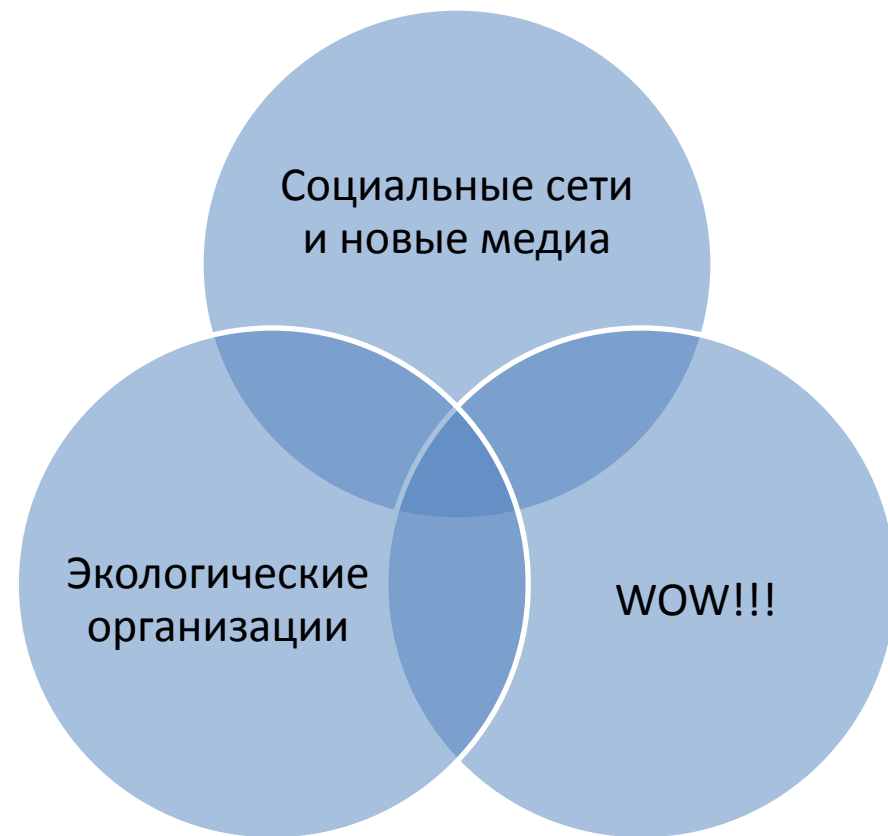 Социальные сети
и новые медиа
Экологические
организации
WOW!!!